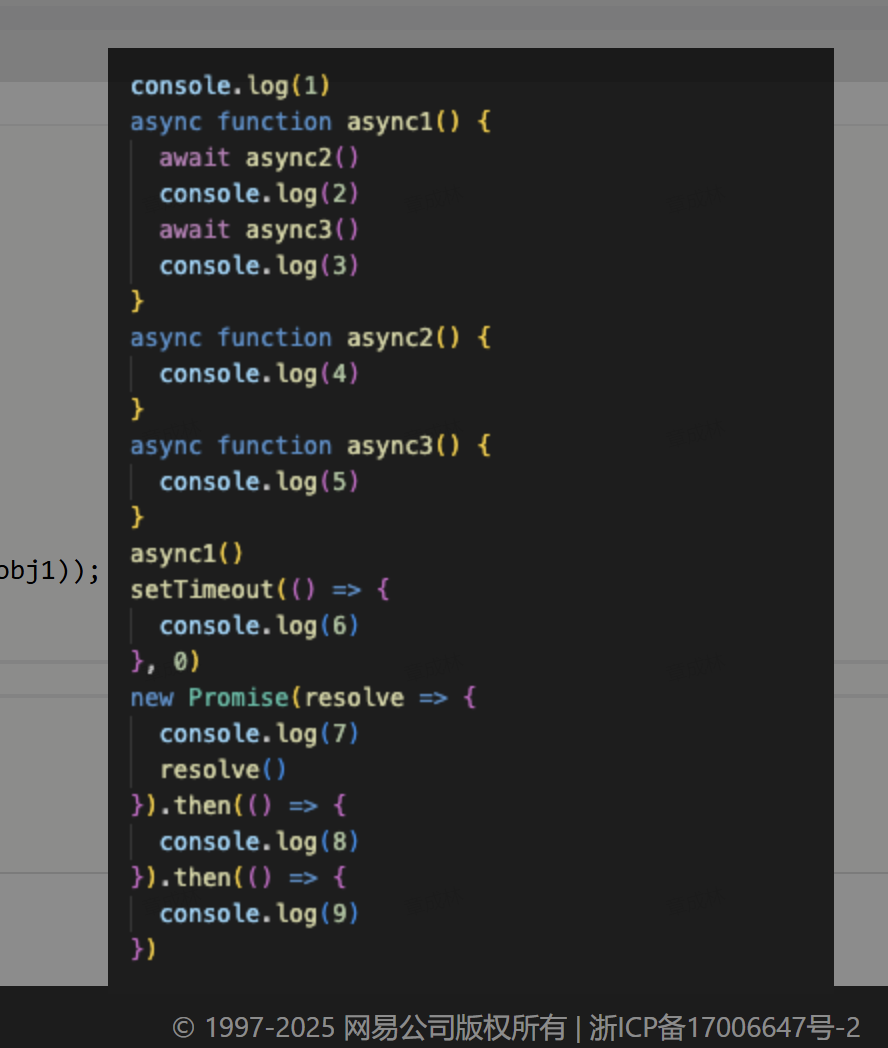 console.log(1)
async function async1() {
  await async2()
  console.log(2)
  await async3()
  console.log(3)
}
async function async2() {
  console.log(4)
}
async function async3() {
  console.log(5)
}
async1()
obj1));
setTimeout(() => {
  console.log(6)
}, 0)
new Promise(resolve => {
  console.log(7)
  resolve()
}).then(() => {
  console.log(8)
}).then(() => {
  console.log(9)
})
© 1997-2025 网易公司版权所有 | 浙ICP备17006647号-2